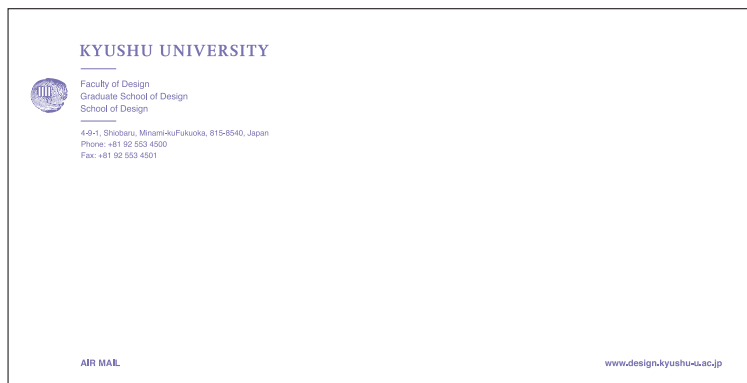 KYUSHU UNIVERSITY
Faculty of Design
Graduate School of Design
School of Design
4-9-1, Shiobaru, Minami-kuFukuoka, 815-8540, Japan
Phone: +81 92 553 4500
Fax: +81 92 553 4501
AIR MAIL
www.design.kyushu-u.ac.jp